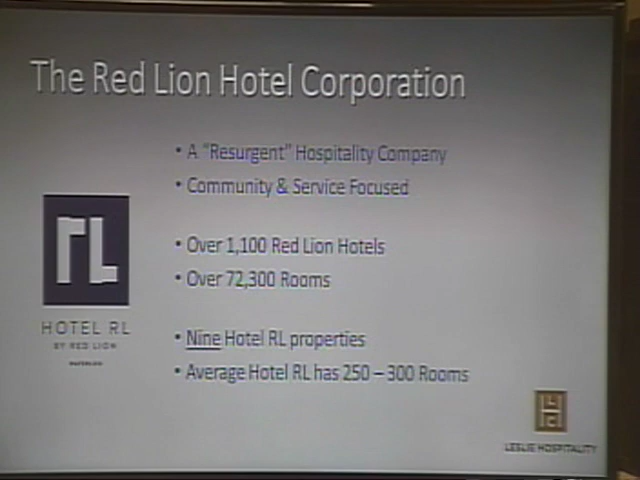 The Red Lion Hotel Corporation
• A "Resurgent" Hospitality Company
• Community & Service Focused
• Over 1,100 Red Lion Hotels
• Over 72,300 Rooms
• Nine Hotel RL properties
• Average Hotel RL has 250 – 300 Rooms
RL
HOTEL RL
BY RED LION
LESLIE HOSPITALITY